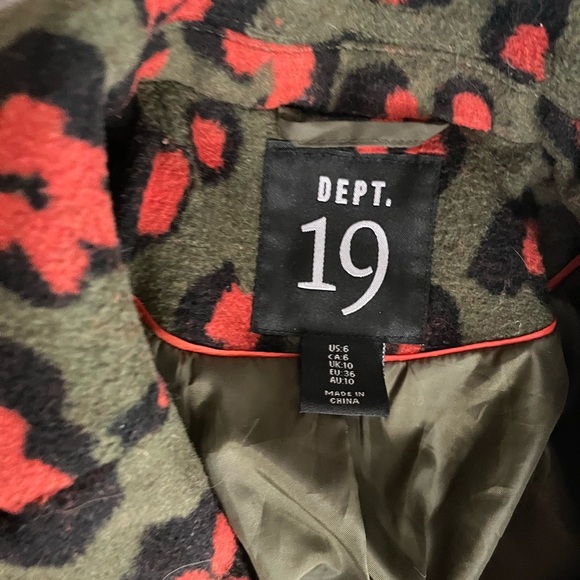 DEPT.
19
US:6
CA:6
UK:10
EU:36
AU:10
MADE IN
CHINA